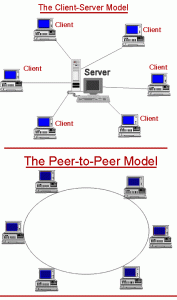 The Client-Server Model
Client
Client
Server
Client
Client
Client
Client
The Peer-to-Peer Model